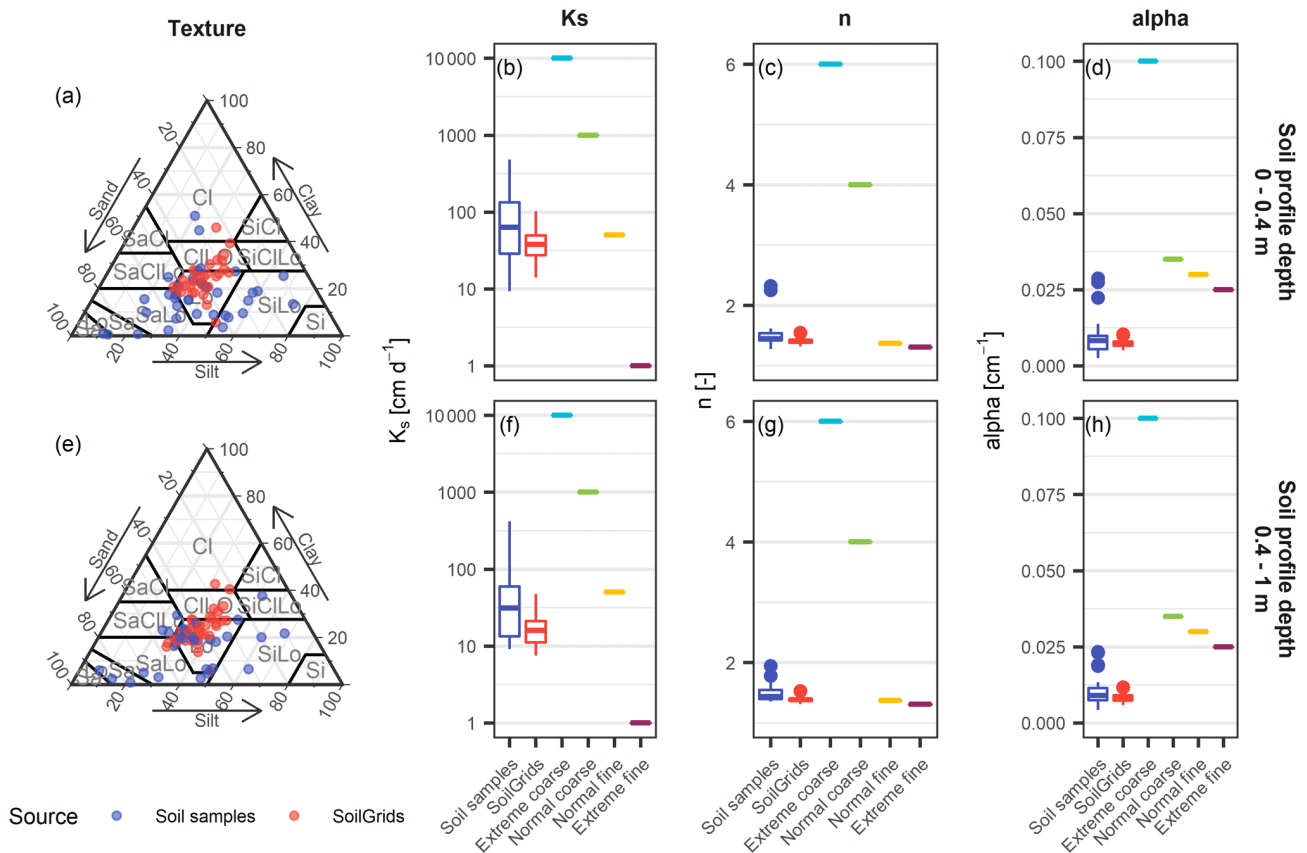 Texture
Ks
n
alpha
(a)
100
20
80
40
60
60
40
80
20
100
20
40
60
80
100
Sand
Clay
Silt
Cl
SaCl
SiCl
SaClLo
ClLo
SiClLo
SaLo
Lo
SiLo
Si
Sa
(b)
10 000
1000
100
10
1
(c)
6
4
2
(d)
0.100
0.075
0.050
0.025
0.000
Soil profile depth
0 - 0.4 m
(e)
100
20
80
40
60
60
40
80
20
100
20
40
60
80
100
Sand
Clay
Silt
Cl
SaCl
SiCl
SaClLo
ClLo
SiClLo
SaLo
Lo
SiLo
Si
Sa
(f)
10 000
1000
100
10
1
Ks [cm d−1]
(g)
6
4
2
n [-]
(h)
0.100
0.075
0.050
0.025
0.000
alpha [cm−1]
Soil profile depth
0.4 - 1 m
Soil samples
SoilGrids
Extreme coarse
Normal coarse
Normal fine
Extreme fine
Soil samples
SoilGrids
Extreme coarse
Normal coarse
Normal fine
Extreme fine
Soil samples
SoilGrids
Extreme coarse
Normal coarse
Normal fine
Extreme fine
Source Soil samples SoilGrids